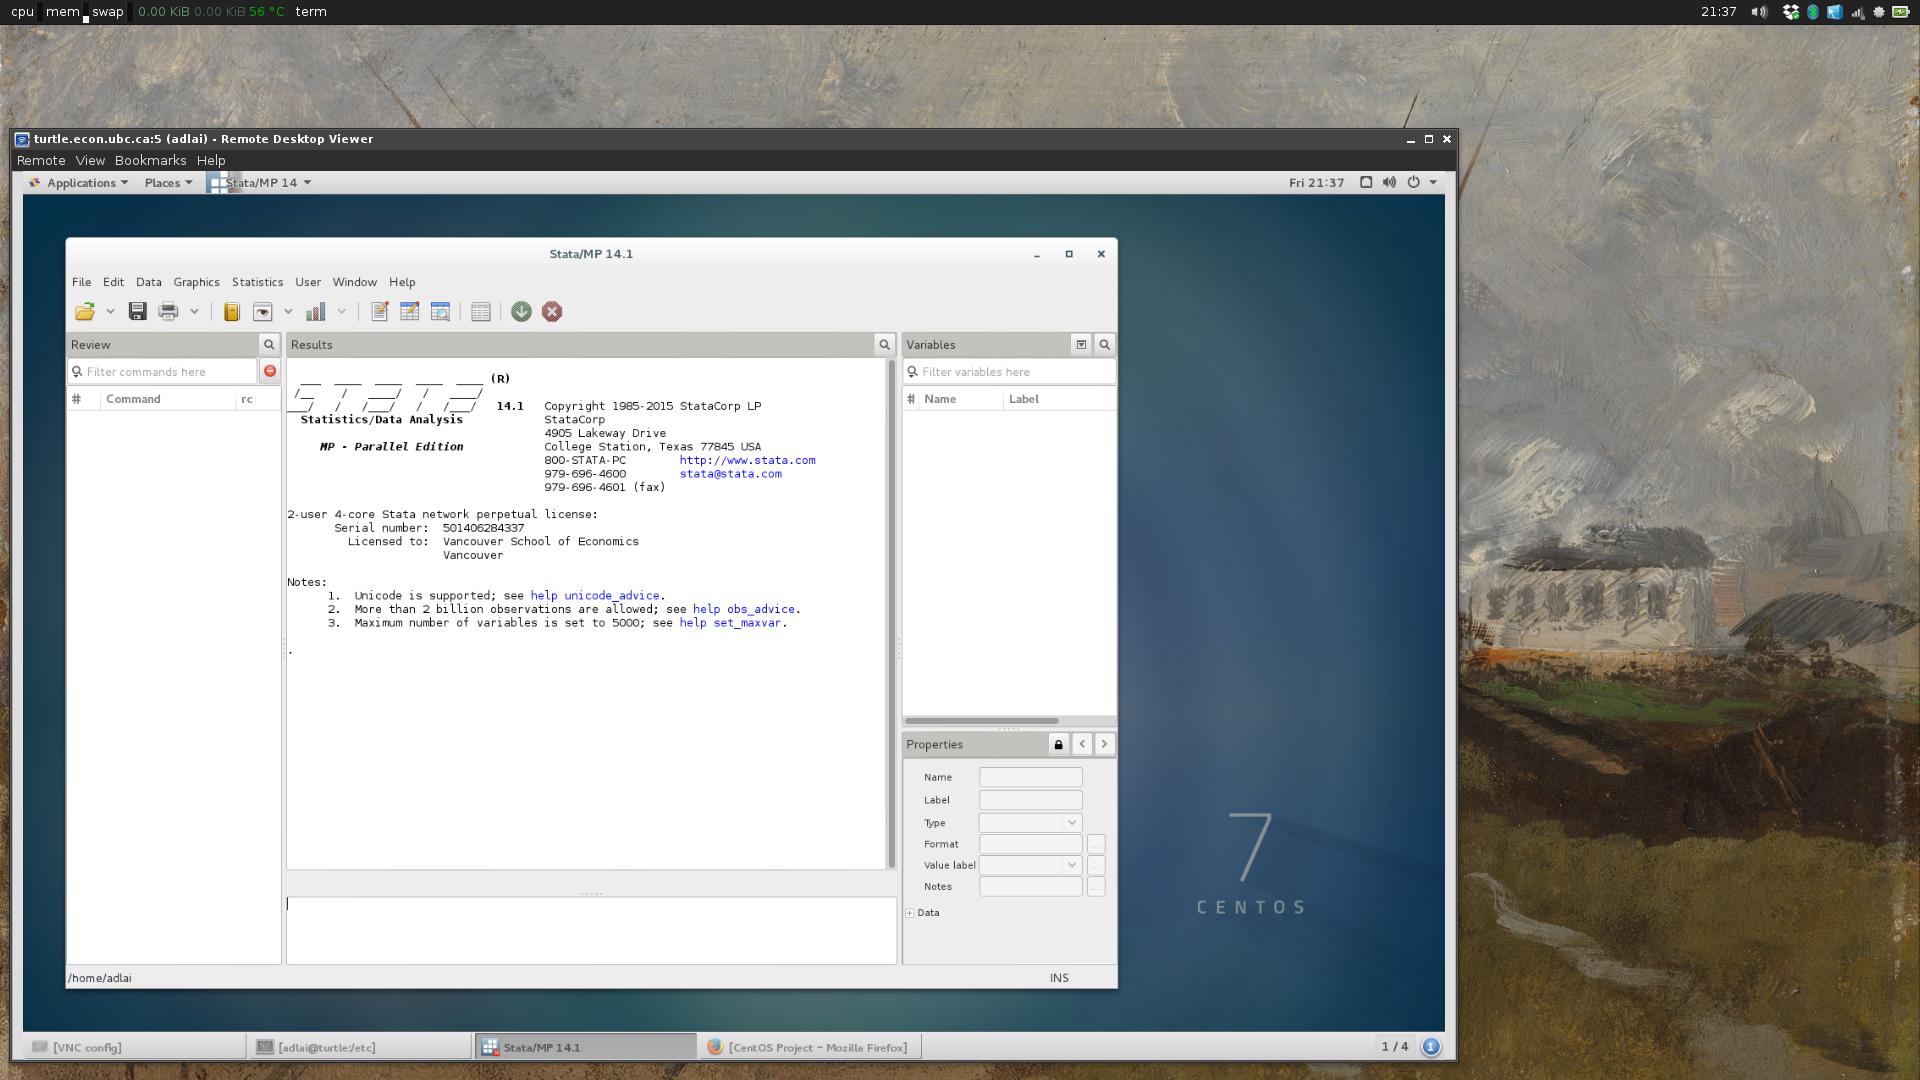 cpu mem swap 0.00 KiB 0.00 KiB 56 °C term 21:37
turtle.econ.ubc.ca:5 (adlai) - Remote Desktop Viewer
Remote View Bookmarks Help
Applications Places Stata/MP 14 Fri 21:37
Stata/MP 14.1
File Edit Data Graphics Statistics User Window Help
Review Results Variables
Filter commands here Filter variables here
# Command rc # Name Label
(R)
14.1 Copyright 1985-2015 StataCorp LP
Statistics/Data Analysis StataCorp
4905 Lakeway Drive
MP - Parallel Edition College Station, Texas 77845 USA
800-STATA-PC http://www.stata.com
979-696-4600 stata@stata.com
979-696-4601 (fax)
2-user 4-core Stata network perpetual license:
Serial number: 501406284337
Licensed to: Vancouver School of Economics
Vancouver
Notes:
1. Unicode is supported; see help unicode_advice.
2. More than 2 billion observations are allowed; see help obs_advice.
3. Maximum number of variables is set to 5000; see help set_maxvar.
.
Properties
Name
Label
Type
Format ...
Value label ...
Notes ...
Data
7
CENTOS
/home/adlai INS
[VNC config] [adlai@turtle:/etc] Stata/MP 14.1 [CentOS Project - Mozilla Firefox] 1 / 4 1